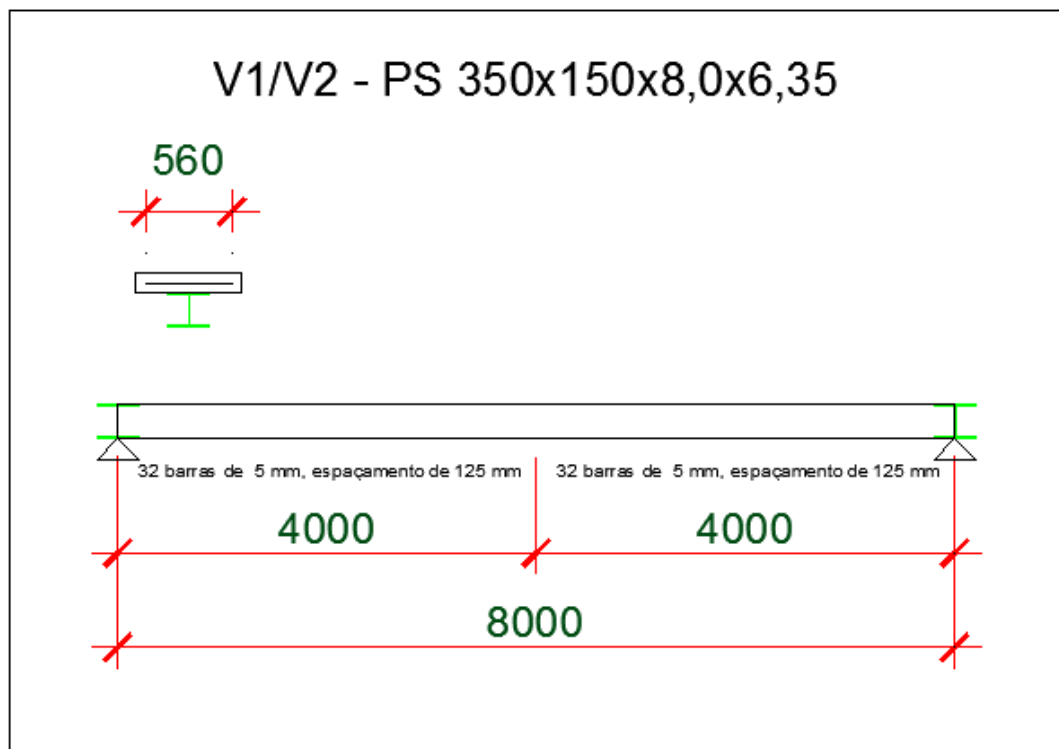 V1/V2 - PS 350x150x8,0x6,35
560
32 barras de 5 mm, espaçamento de 125 mm
32 barras de 5 mm, espaçamento de 125 mm
4000
4000
8000